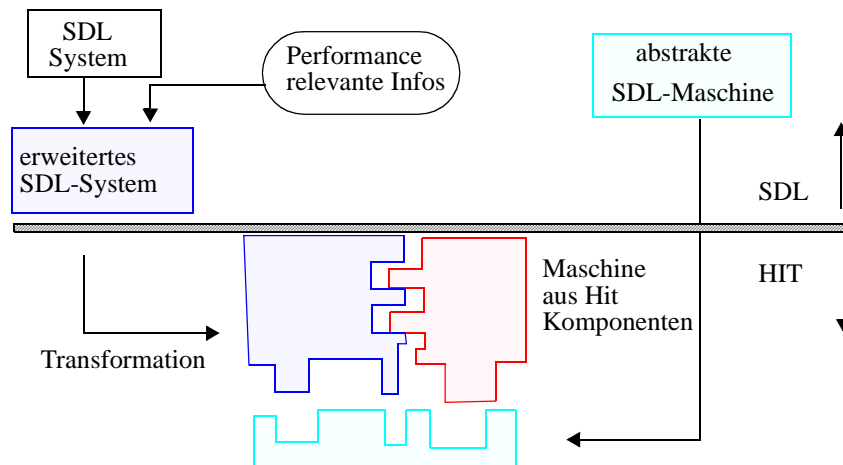 SDL
System
Performance
relevante Infos
abstrakte
SDL-Maschine
erweitertes
SDL-System
SDL
HIT
Maschine
aus Hit
Komponenten
Transformation